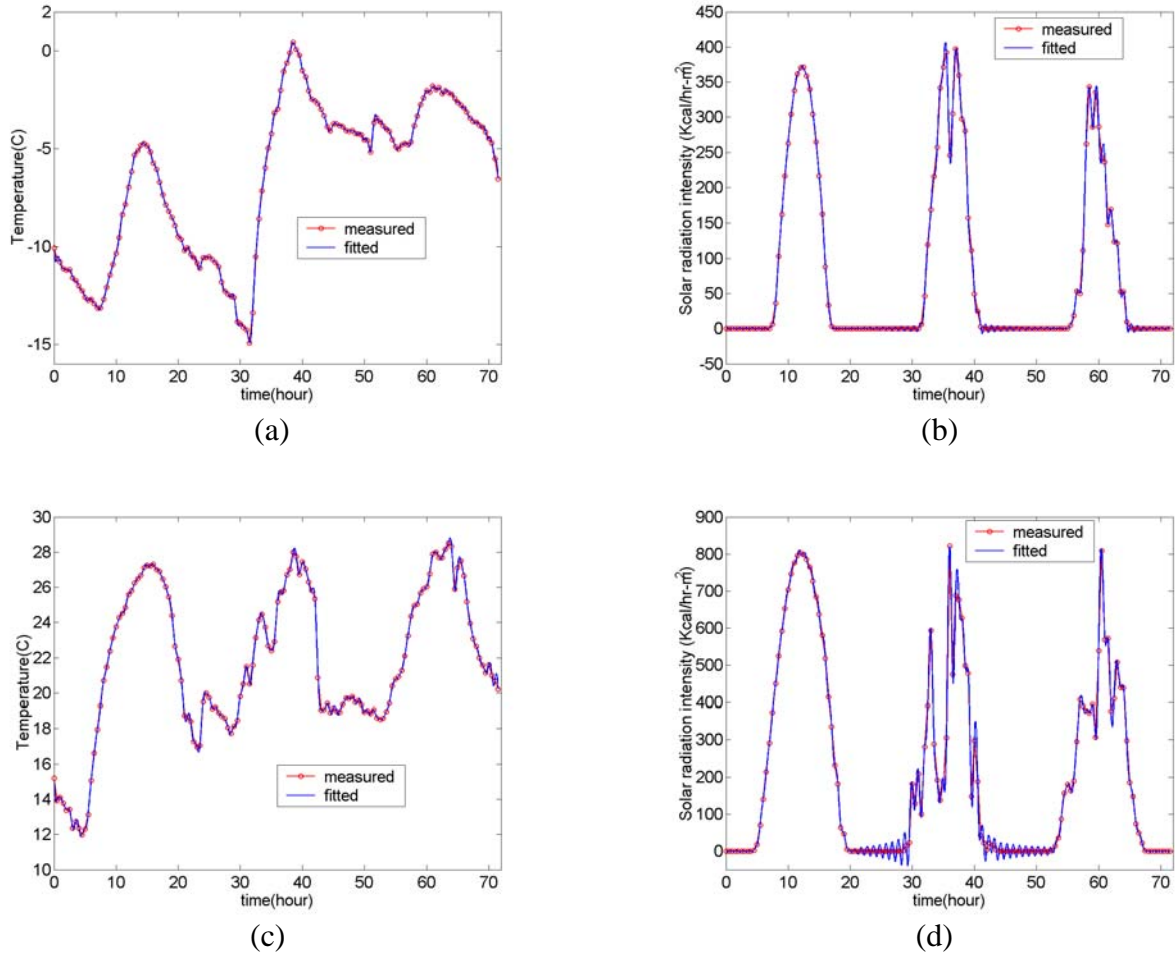 2
0
-5
-10
-15
Temperature(C)
measured
fitted
0 10 20 30 40 50 60 70
time(hour)
(a)
450
400
350
300
250
200
150
100
50
0
-50
Solar radiation intensity (Kcal/hr-m²)
measured
fitted
0 10 20 30 40 50 60 70
time(hour)
(b)
30
28
26
24
22
20
18
16
14
12
10
Temperature(C)
measured
fitted
0 10 20 30 40 50 60 70
time(hour)
(c)
900
800
700
600
500
400
300
200
100
0
Solar radiation intensity (Kcal/hr-m²)
measured
fitted
0 10 20 30 40 50 60 70
time(hour)
(d)